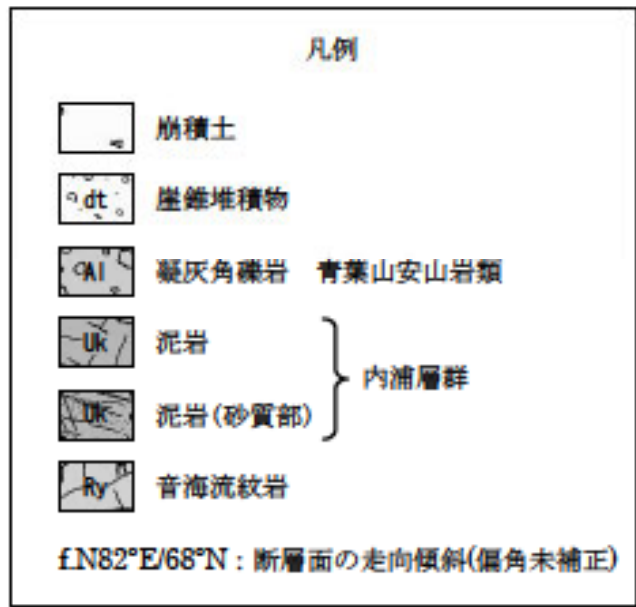 凡例
崩積土
dt 崖錐堆積物
Al 凝灰角礫岩 青葉山安山岩類
Uk 泥岩
内浦層群
Uk 泥岩(砂質部)
Ry 音海流紋岩
f.N82°E/68°N：断層面の走向傾斜(偏角未補正)